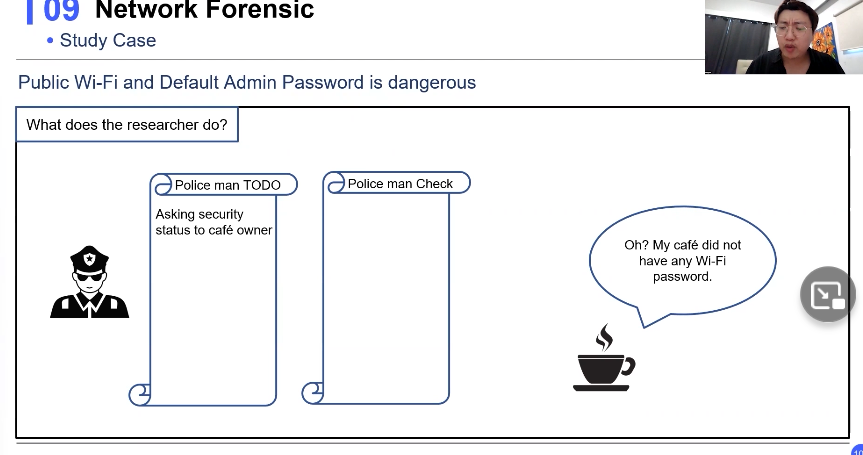 09 Network Forensic
• Study Case
Public Wi-Fi and Default Admin Password is dangerous
What does the researcher do?
Police man TODO
Asking security
status to café owner
Police man Check
Oh? My café did not
have any Wi-Fi
password.